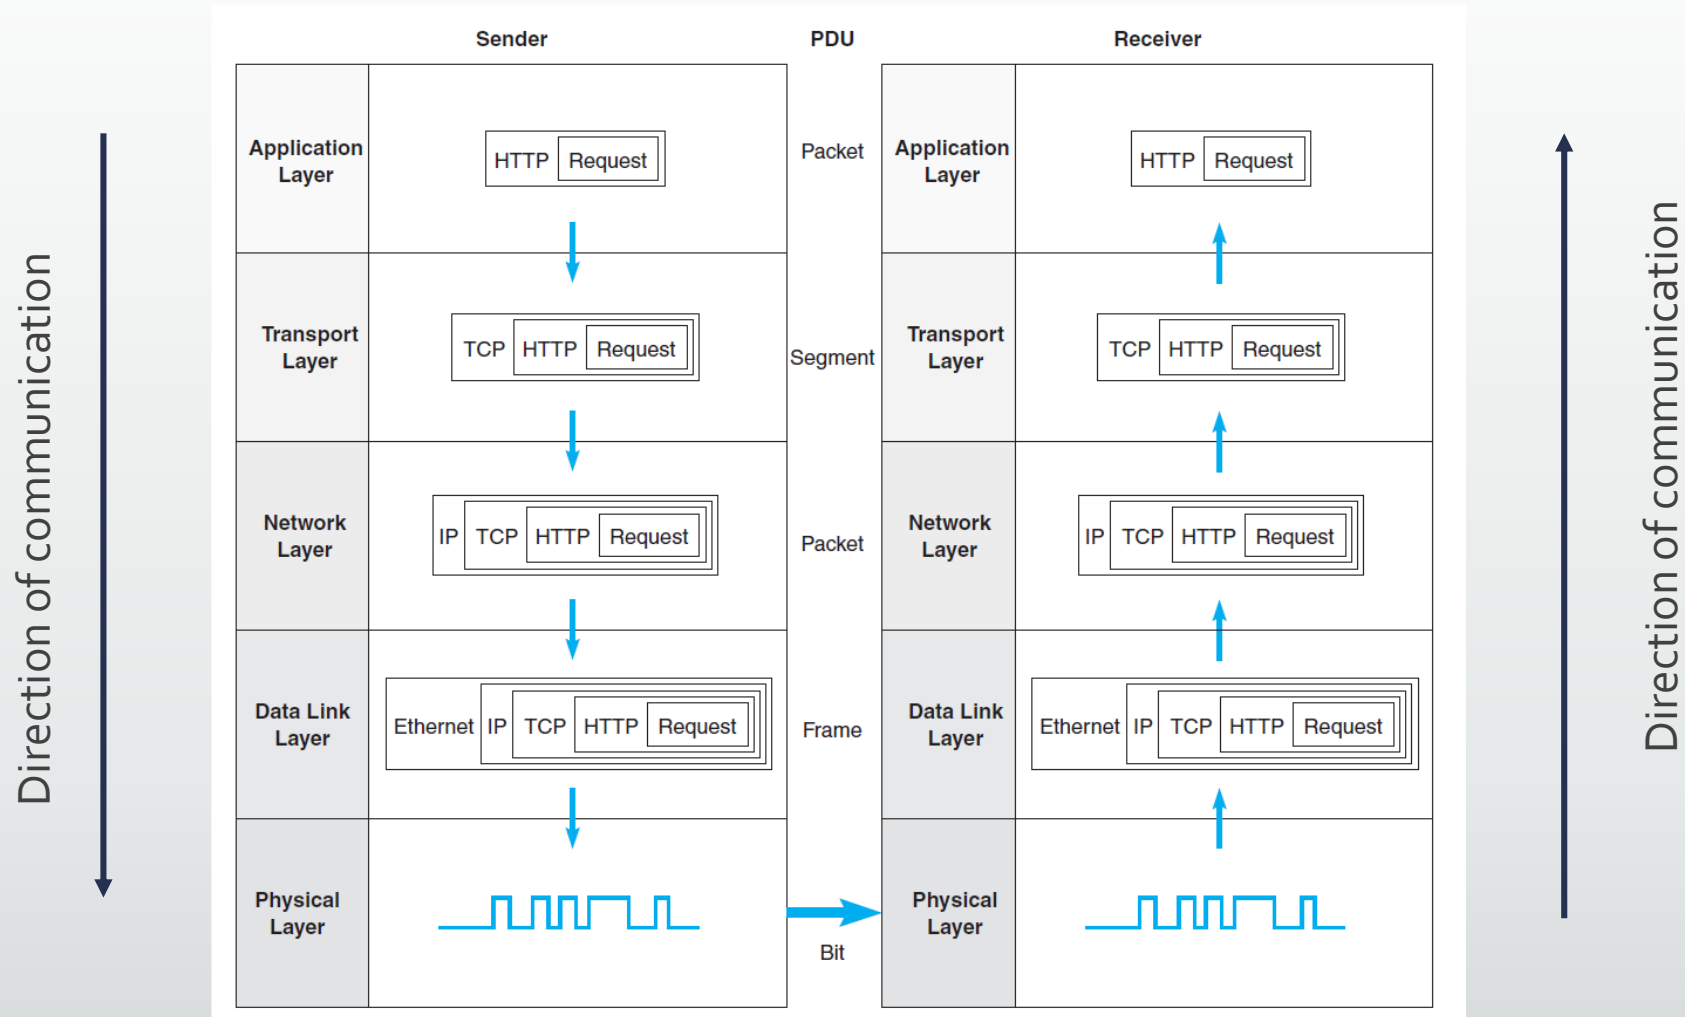 Sender PDU Receiver
Direction of communication
Application
Layer
HTTP Request
Packet
Application
Layer
HTTP Request
Direction of communication
Transport
Layer
TCP HTTP Request
Segment
Transport
Layer
TCP HTTP Request
Network
Layer
IP TCP HTTP Request
Packet
Network
Layer
IP TCP HTTP Request
Data Link
Layer
Ethernet IP TCP HTTP Request
Frame
Data Link
Layer
Ethernet IP TCP HTTP Request
Physical
Layer
Bit
Physical
Layer